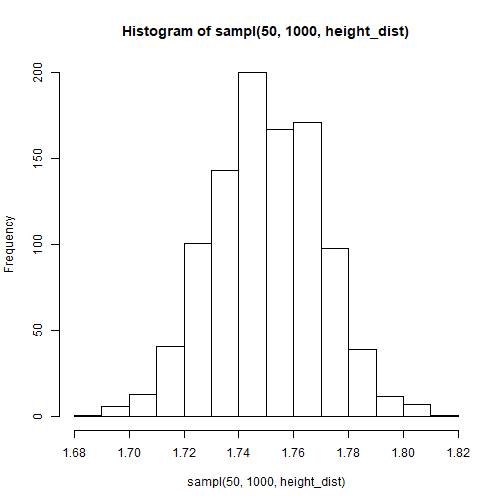 Histogram of sampl(50, 1000, height_dist)
200
150
100
50
0
Frequency
1.68 1.70 1.72 1.74 1.76 1.78 1.80 1.82
sampl(50, 1000, height_dist)